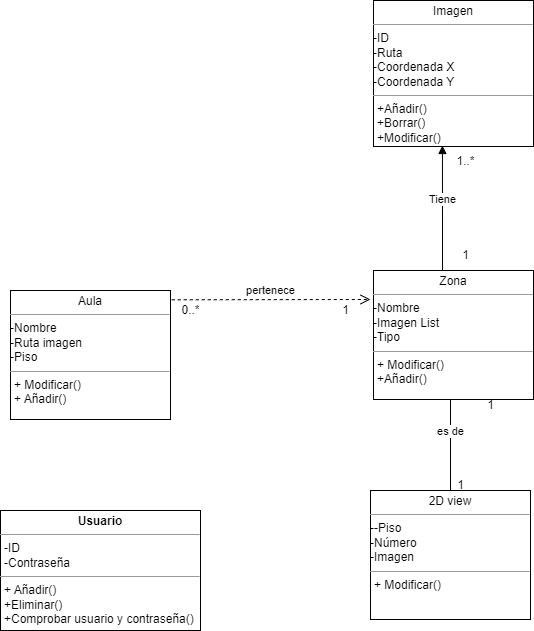 Imagen
-ID
-Ruta
-Coordenada X
-Coordenada Y
+Añadir()
+Borrar()
+Modificar()
1..*
Tiene
1
Zona
-Nombre
-Imagen List
-Tipo
+ Modificar()
+Añadir()
pertenece
0..*
1
Aula
-Nombre
-Ruta imagen
-Piso
+ Modificar()
+ Añadir()
1
es de
1
2D view
--Piso
-Número
-Imagen
+ Modificar()
Usuario
-ID
-Contraseña
+ Añadir()
+Eliminar()
+Comprobar usuario y contraseña()